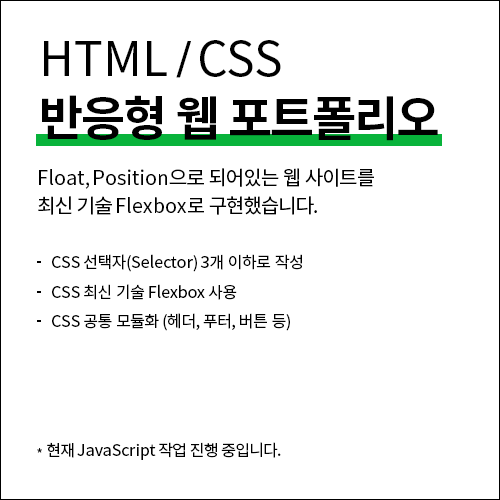 HTML / CSS
반응형 웹 포트폴리오
Float, Position으로 되어있는 웹 사이트를
최신 기술 Flexbox로 구현했습니다.
- CSS 선택자(Selector) 3개 이하로 작성
- CSS 최신 기술 Flexbox 사용
- CSS 공통 모듈화 (헤더, 푸터, 버튼 등)
* 현재 JavaScript 작업 진행 중입니다.